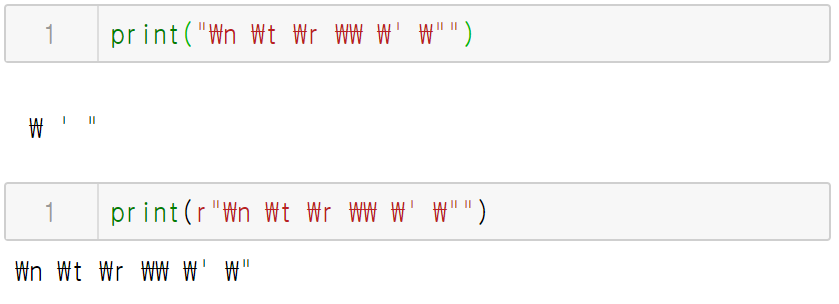 1 print("₩n ₩t ₩r ₩₩ ₩' ₩"")
₩ ' "
1 print(r"₩n ₩t ₩r ₩₩ ₩' ₩"")
₩n ₩t ₩r ₩₩ ₩' ₩"